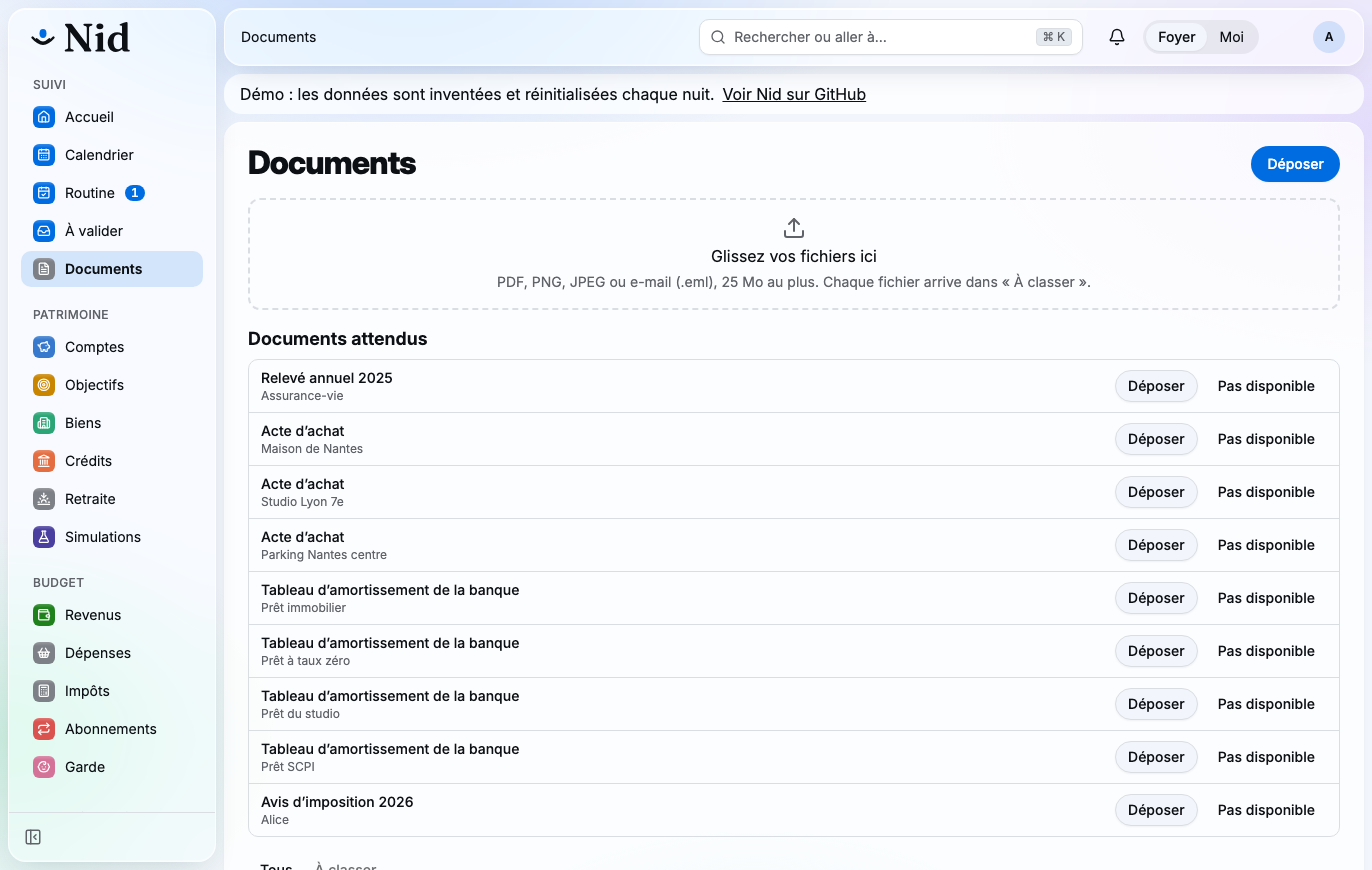 Nid
SUIVI
Accueil
Calendrier
Routine 1
À valider
Documents
PATRIMOINE
Comptes
Objectifs
Biens
Crédits
Retraite
Simulations
BUDGET
Revenus
Dépenses
Impôts
Abonnements
Garde
Documents
Rechercher ou aller à…
⌘ K
Foyer
Moi
A
Démo : les données sont inventées et réinitialisées chaque nuit. Voir Nid sur GitHub
Documents
Déposer
Glissez vos fichiers ici
PDF, PNG, JPEG ou e-mail (.eml), 25 Mo au plus. Chaque fichier arrive dans « À classer ».
Documents attendus
Relevé annuel 2025
Assurance-vie
Déposer
Pas disponible
Acte d’achat
Maison de Nantes
Déposer
Pas disponible
Acte d’achat
Studio Lyon 7e
Déposer
Pas disponible
Acte d’achat
Parking Nantes centre
Déposer
Pas disponible
Tableau d’amortissement de la banque
Prêt immobilier
Déposer
Pas disponible
Tableau d’amortissement de la banque
Prêt à taux zéro
Déposer
Pas disponible
Tableau d’amortissement de la banque
Prêt du studio
Déposer
Pas disponible
Tableau d’amortissement de la banque
Prêt SCPI
Déposer
Pas disponible
Avis d’imposition 2026
Alice
Déposer
Pas disponible
Tous
À classer